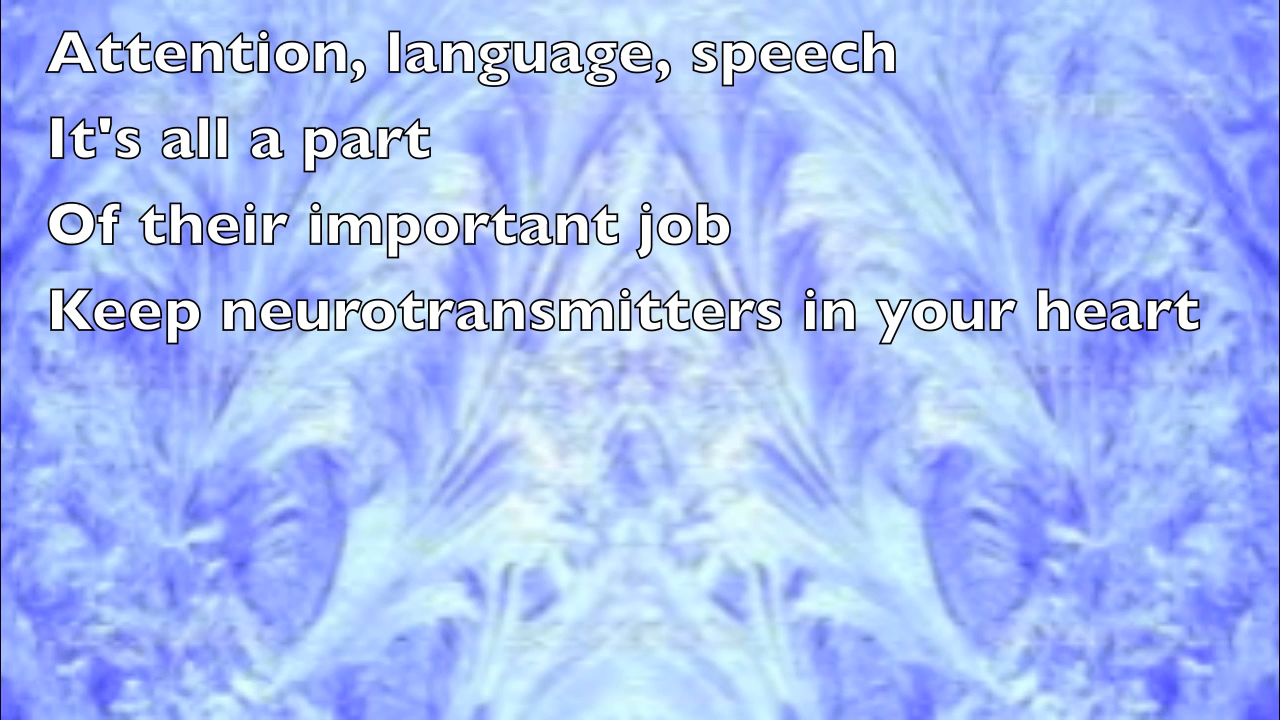 Attention, language, speech
It's all a part
Of their important job
Keep neurotransmitters in your heart